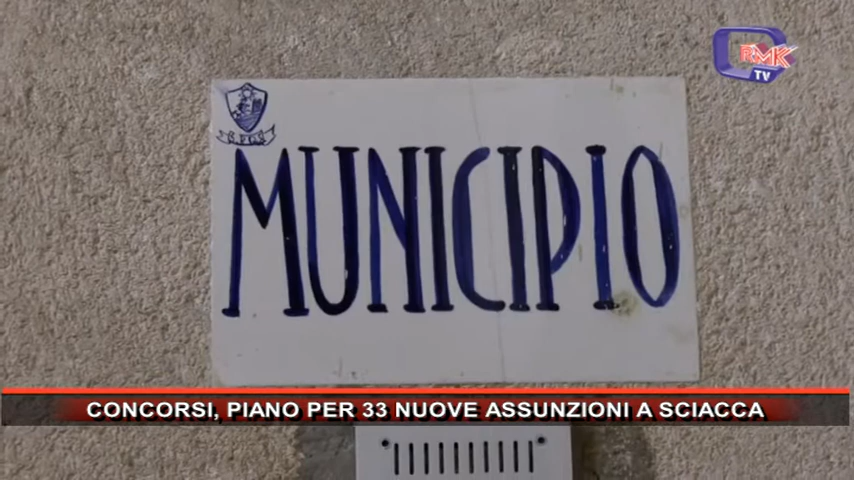 RMK
TV
S.P.Q.S
MUNICIPIO
CONCORSI, PIANO PER 33 NUOVE ASSUNZIONI A SCIACCA